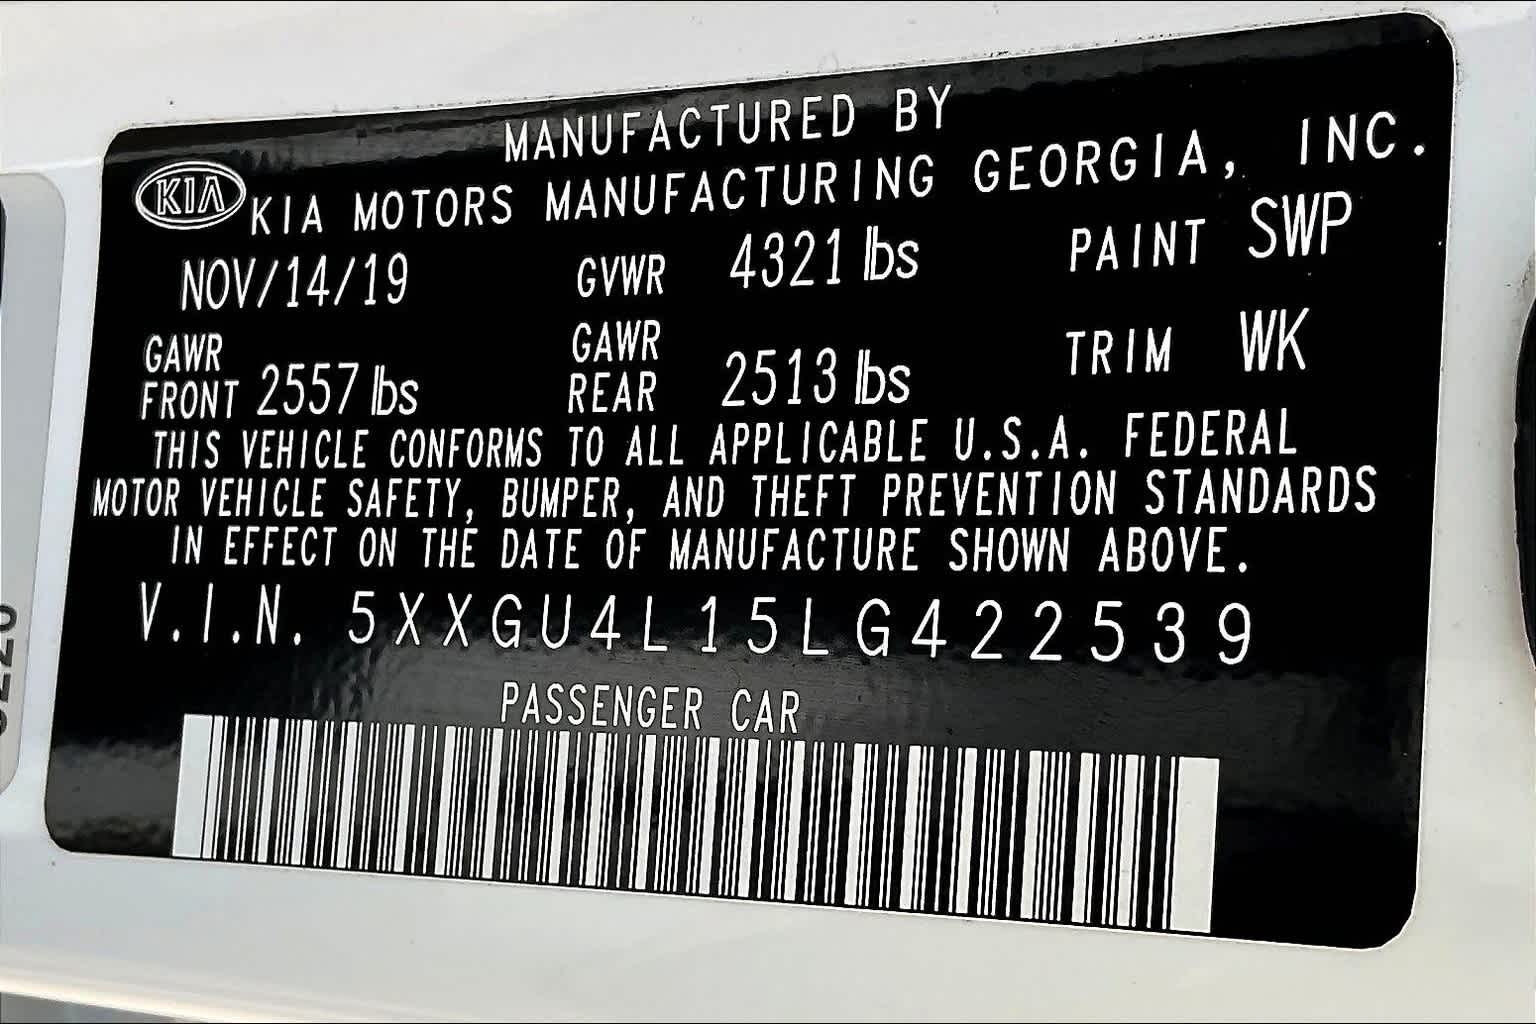 MANUFACTURED BY
KIA KIA MOTORS MANUFACTURING GEORGIA, INC.
NOV/14/19 GVWR 4321 lbs PAINT SWP
GAWR FRONT 2557 lbs GAWR REAR 2513 lbs TRIM WK
THIS VEHICLE CONFORMS TO ALL APPLICABLE U.S.A. FEDERAL
MOTOR VEHICLE SAFETY, BUMPER, AND THEFT PREVENTION STANDARDS
IN EFFECT ON THE DATE OF MANUFACTURE SHOWN ABOVE.
V.I.N. 5XXGU4L15LG422539
PASSENGER CAR